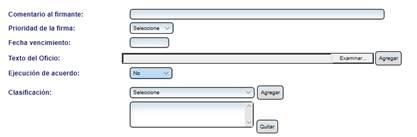 Comentario al firmante:
Prioridad de la firma: Seleccione
Fecha vencimiento:
Texto del Oficio: Examinar... Agregar
Ejecución de acuerdo: No
Clasificación: Seleccione Agregar
Quitar